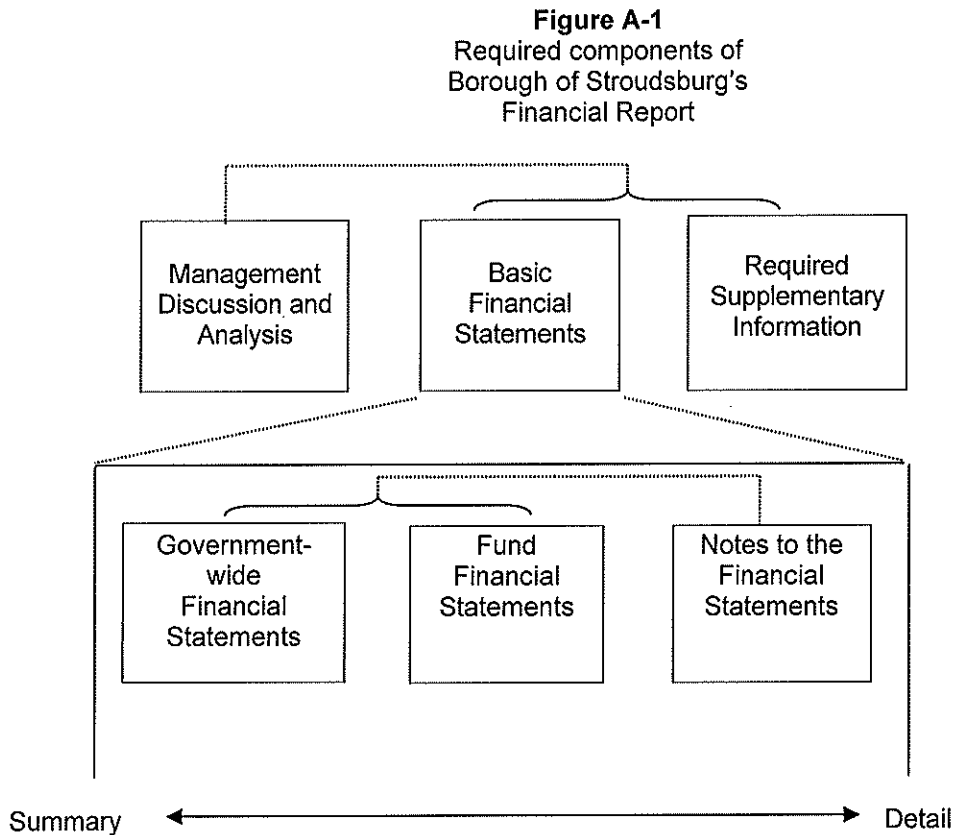 Figure A-1
Required components of
Borough of Stroudsburg's
Financial Report
Management
Discussion and
Analysis
Basic
Financial
Statements
Required
Supplementary
Information
Government-
wide
Financial
Statements
Fund
Financial
Statements
Notes to the
Financial
Statements
Summary
Detail